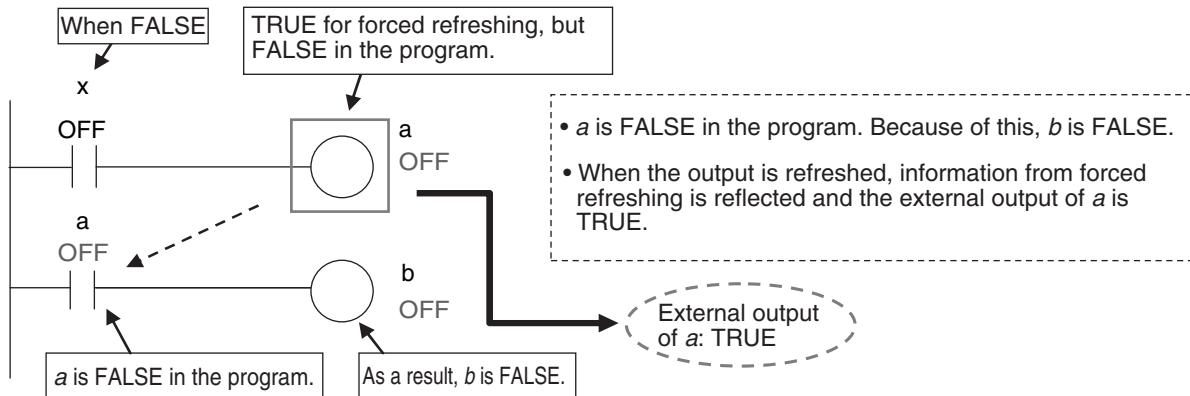 When FALSE
TRUE for forced refreshing, but
FALSE in the program.
x
OFF
a
OFF
a
OFF
b
OFF
a is FALSE in the program.
As a result, b is FALSE.
• a is FALSE in the program. Because of this, b is FALSE.
• When the output is refreshed, information from forced
refreshing is reflected and the external output of a is
TRUE.
External output
of a: TRUE